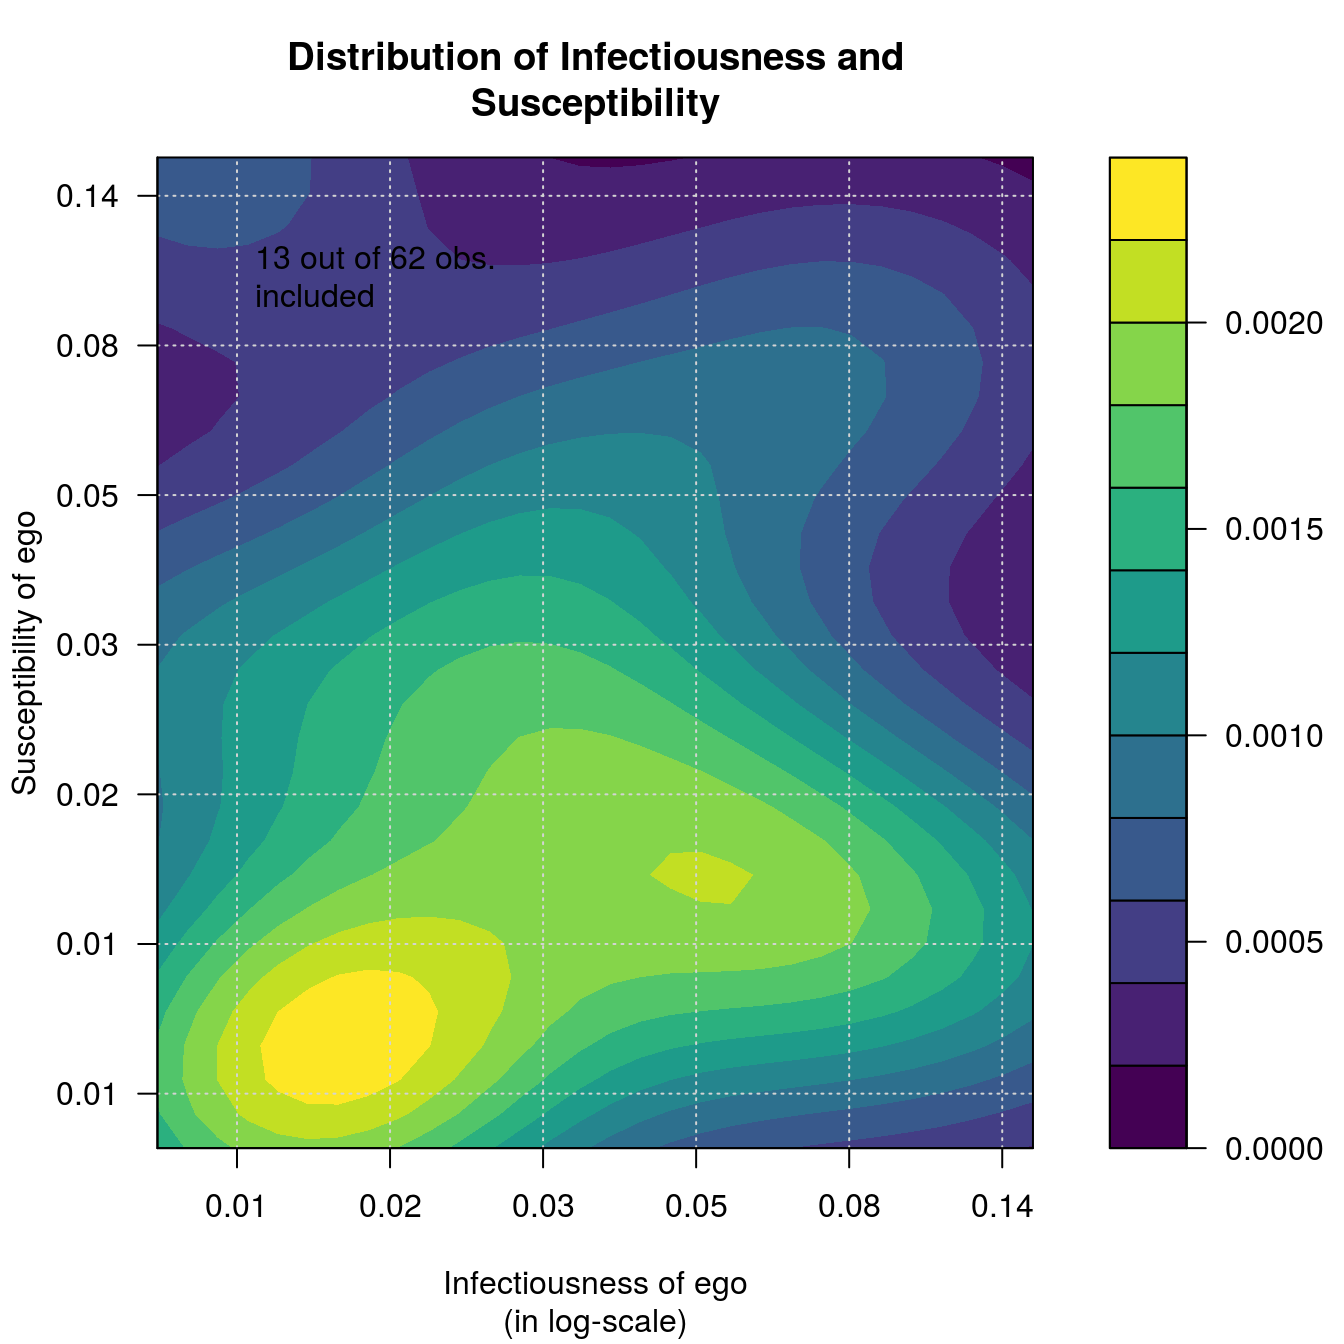 Distribution of Infectiousness and
Susceptibility
13 out of 62 obs.
included
0.14
0.08
0.05
0.03
0.02
0.01
0.01
Susceptibility of ego
0.01
0.02
0.03
0.05
0.08
0.14
Infectiousness of ego
(in log-scale)
0.0020
0.0015
0.0010
0.0005
0.0000